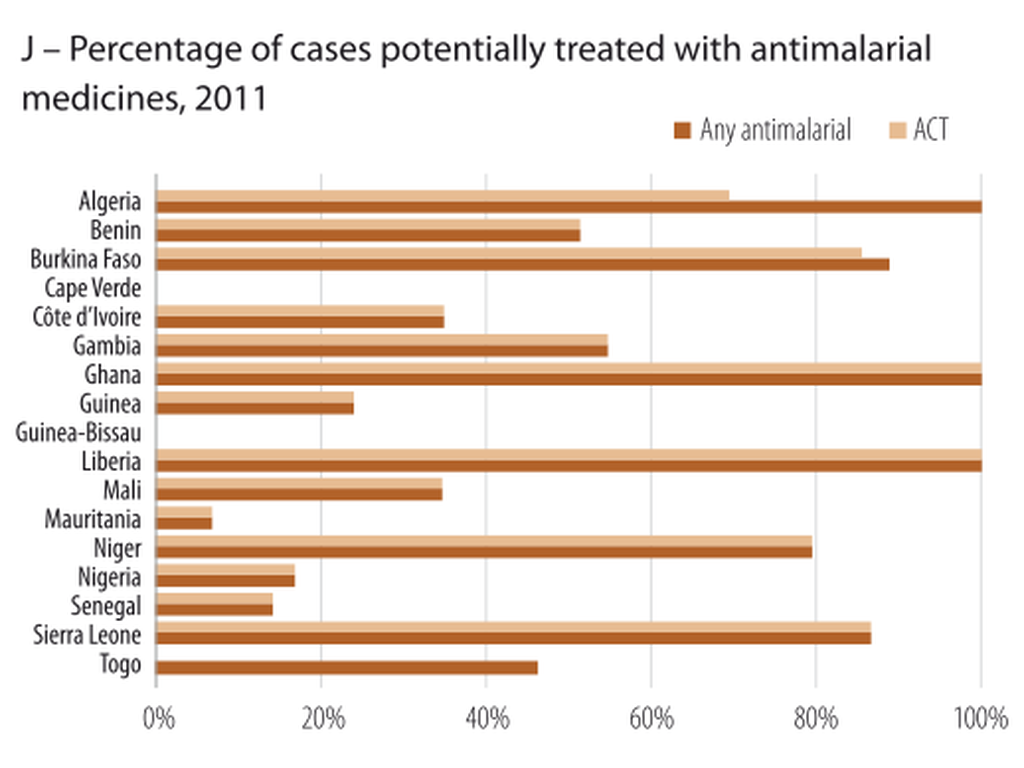 J – Percentage of cases potentially treated with antimalarial
medicines, 2011
Any antimalarial ACT
Algeria
Benin
Burkina Faso
Cape Verde
Côte d’Ivoire
Gambia
Ghana
Guinea
Guinea-Bissau
Liberia
Mali
Mauritania
Niger
Nigeria
Senegal
Sierra Leone
Togo
0% 20% 40% 60% 80% 100%